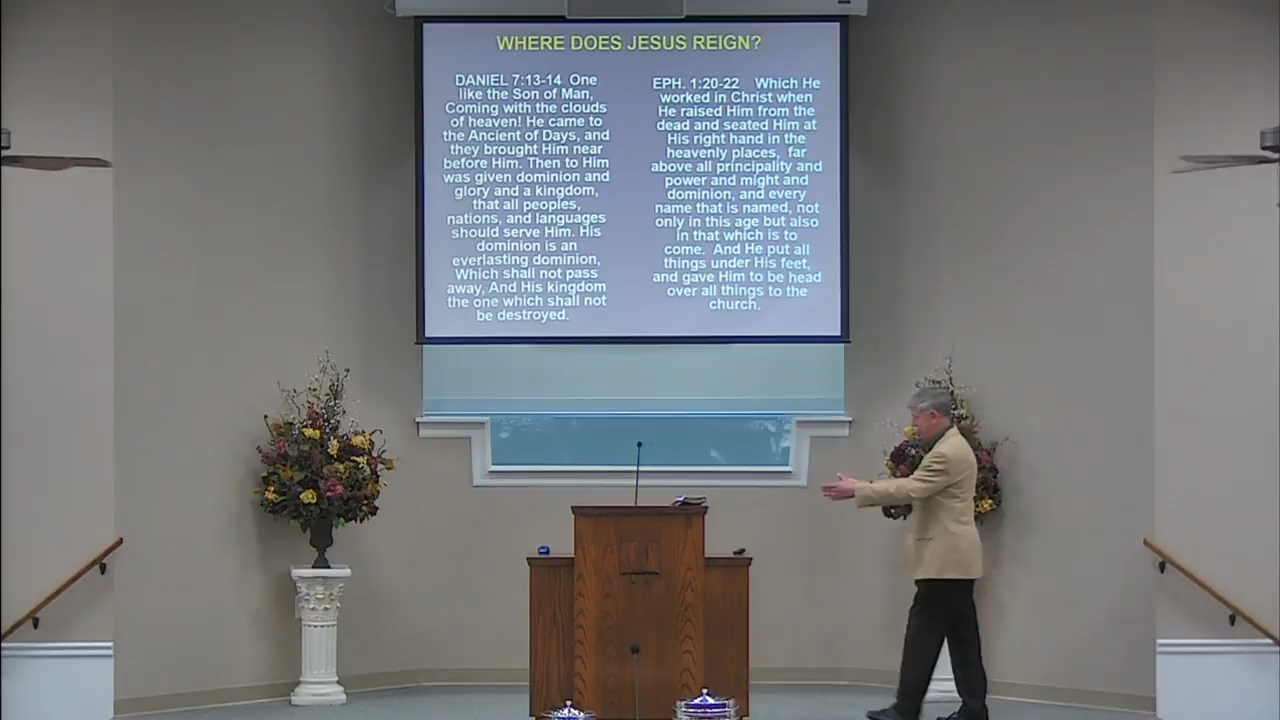 WHERE DOES JESUS REIGN?
DANIEL 7:13-14 One
like the Son of Man,
Coming with the clouds
of heaven! He came to
the Ancient of Days, and
they brought Him near
before Him. Then to Him
was given dominion and
glory and a kingdom,
that all peoples,
nations, and languages
should serve Him. His
dominion is an
everlasting dominion,
Which shall not pass
away, And His kingdom
the one which shall not
be destroyed.
EPH. 1:20-22 Which He
worked in Christ when
He raised Him from the
dead and seated Him at
His right hand in the
heavenly places, far
above all principality and
power and might and
dominion, and every
name that is named, not
only in this age but also
in that which is to
come. And He put all
things under His feet,
and gave Him to be head
over all things to the
church.